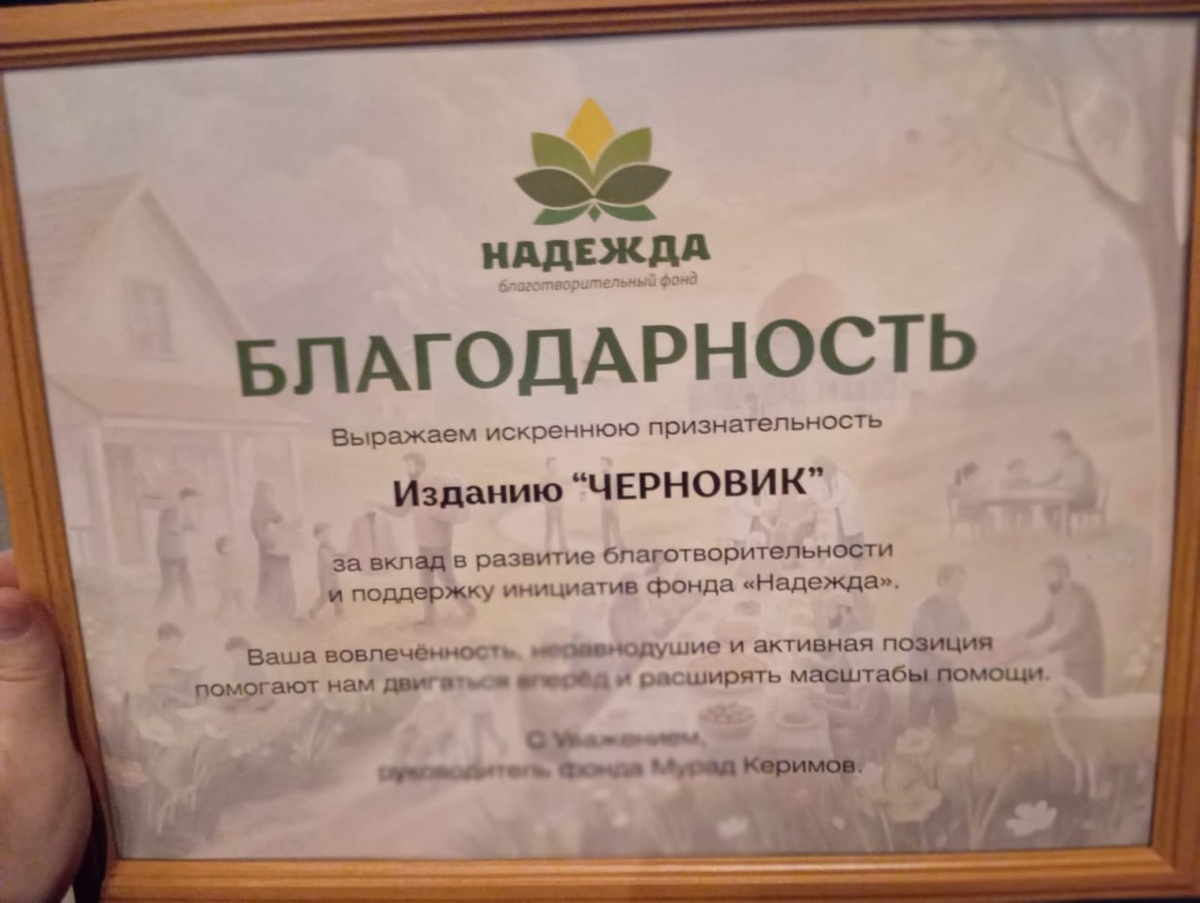 НАДЕЖДА
благотворительный фонд
БЛАГОДАРНОСТЬ
Выражаем искреннюю признательность
Изданию “ЧЕРНОВИК”
за вклад в развитие благотворительности
и поддержку инициатив фонда «Надежда».
Ваша вовлечённость, неравнодушие и активная позиция
помогают нам двигаться вперёд и расширять масштабы помощи.
С Уважением,
руководитель фонда Мурад Керимов.